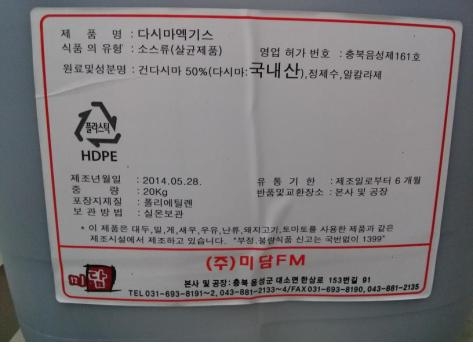 제 품 명 : 다시마엑기스
식품의 유형 : 소스류(살균제품) 영업 허가 번호 : 충북음성제161호
원료및성분명 : 건다시마 50%(다시마:국내산),정제수,알칼라제
플라스틱
HDPE
제조년월일 : 2014.05.28. 유 통 기 한 : 제조일로부터 6 개월
중 량 : 20Kg 반품및교환장소 : 본사 및 공장
포장지재질 : 폴리에틸렌
보 관 방 법 : 실온보관
* 이 제품은 대두,밀,게,새우,우유,난류,돼지고기,토마토를 사용한 제품과 같은
제조시설에서 제조하고 있습니다. "부정.불량식품 신고는 국번없이 1399"
미담
(주)미담FM
본사 및 공장: 충북 음성군 대소면 한삼로 153번길 91
TEL 031-693-8191~2, 043-881-2133~4/FAX 031-693-8190, 043-881-2135